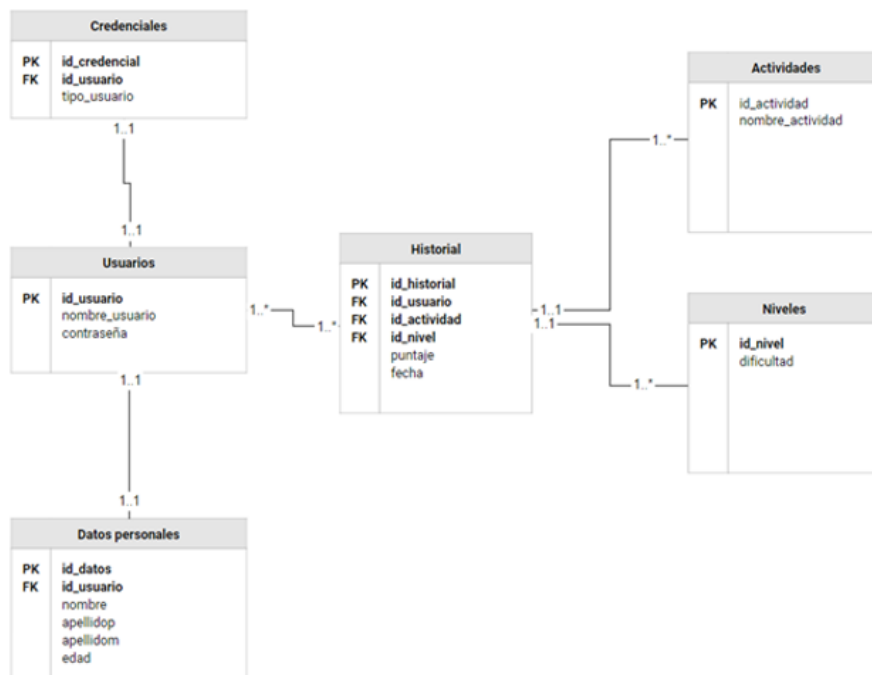 Credenciales
PK id_credencial
FK id_usuario
tipo_usuario
1..1
1..1
Usuarios
PK id_usuario
nombre_usuario
contraseña
1..*
1..*
1..1
1..1
Datos personales
PK id_datos
FK id_usuario
nombre
apellidop
apellidom
edad
Historial
PK id_historial
FK id_usuario
FK id_actividad
FK id_nivel
puntaje
fecha
1..1
1..1
1..*
1..*
Actividades
PK id_actividad
nombre_actividad
Niveles
PK id_nivel
dificultad